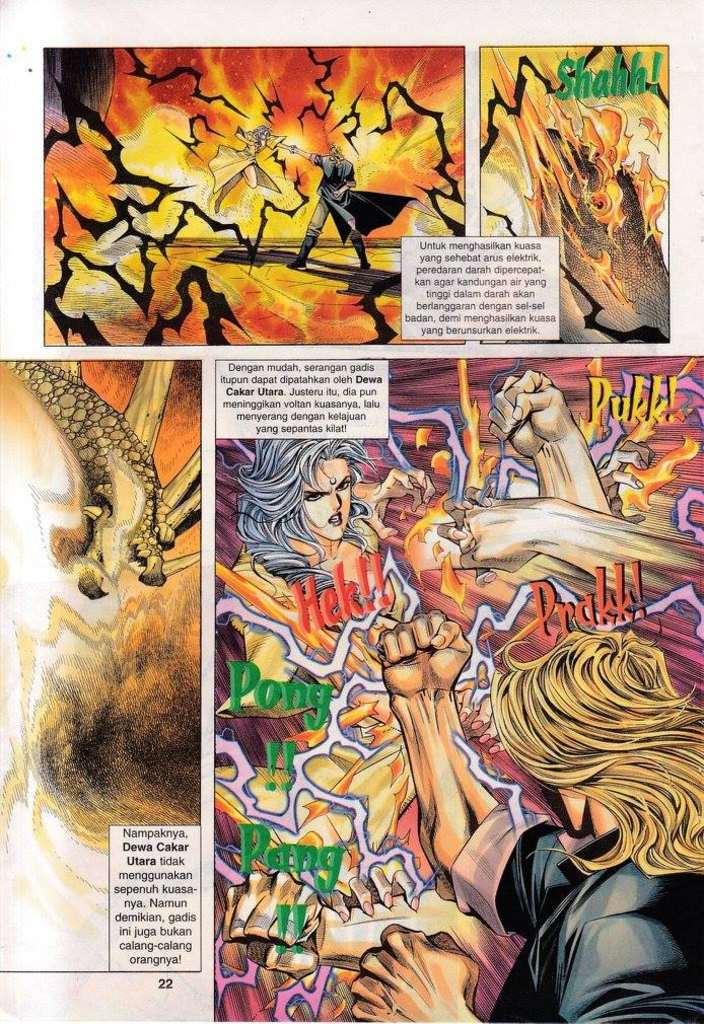 Shahh!
Untuk menghasilkan kuasa
yang sehebat arus elektrik,
peredaran darah dipercepat-
kan agar kandungan air yang
tinggi dalam darah akan
berlanggaran dengan sel-sel
badan, demi menghasilkan kuasa
yang berunsurkan elektrik.
Dengan mudah, serangan gadis
itupun dapat dipatahkan oleh Dewa
Cakar Utara. Justeru itu, dia pun
meninggikan voltan kuasanya, lalu
menyerang dengan kelajuan
yang sepantas kilat!
Pukk!
Hek!!
Prakk!
Pong
!!
Pang
!!
Nampaknya,
Dewa Cakar
Utara tidak
menggunakan
sepenuh kuasa-
nya. Namun
demikian, gadis
ini juga bukan
calang-calang
orangnya!
22